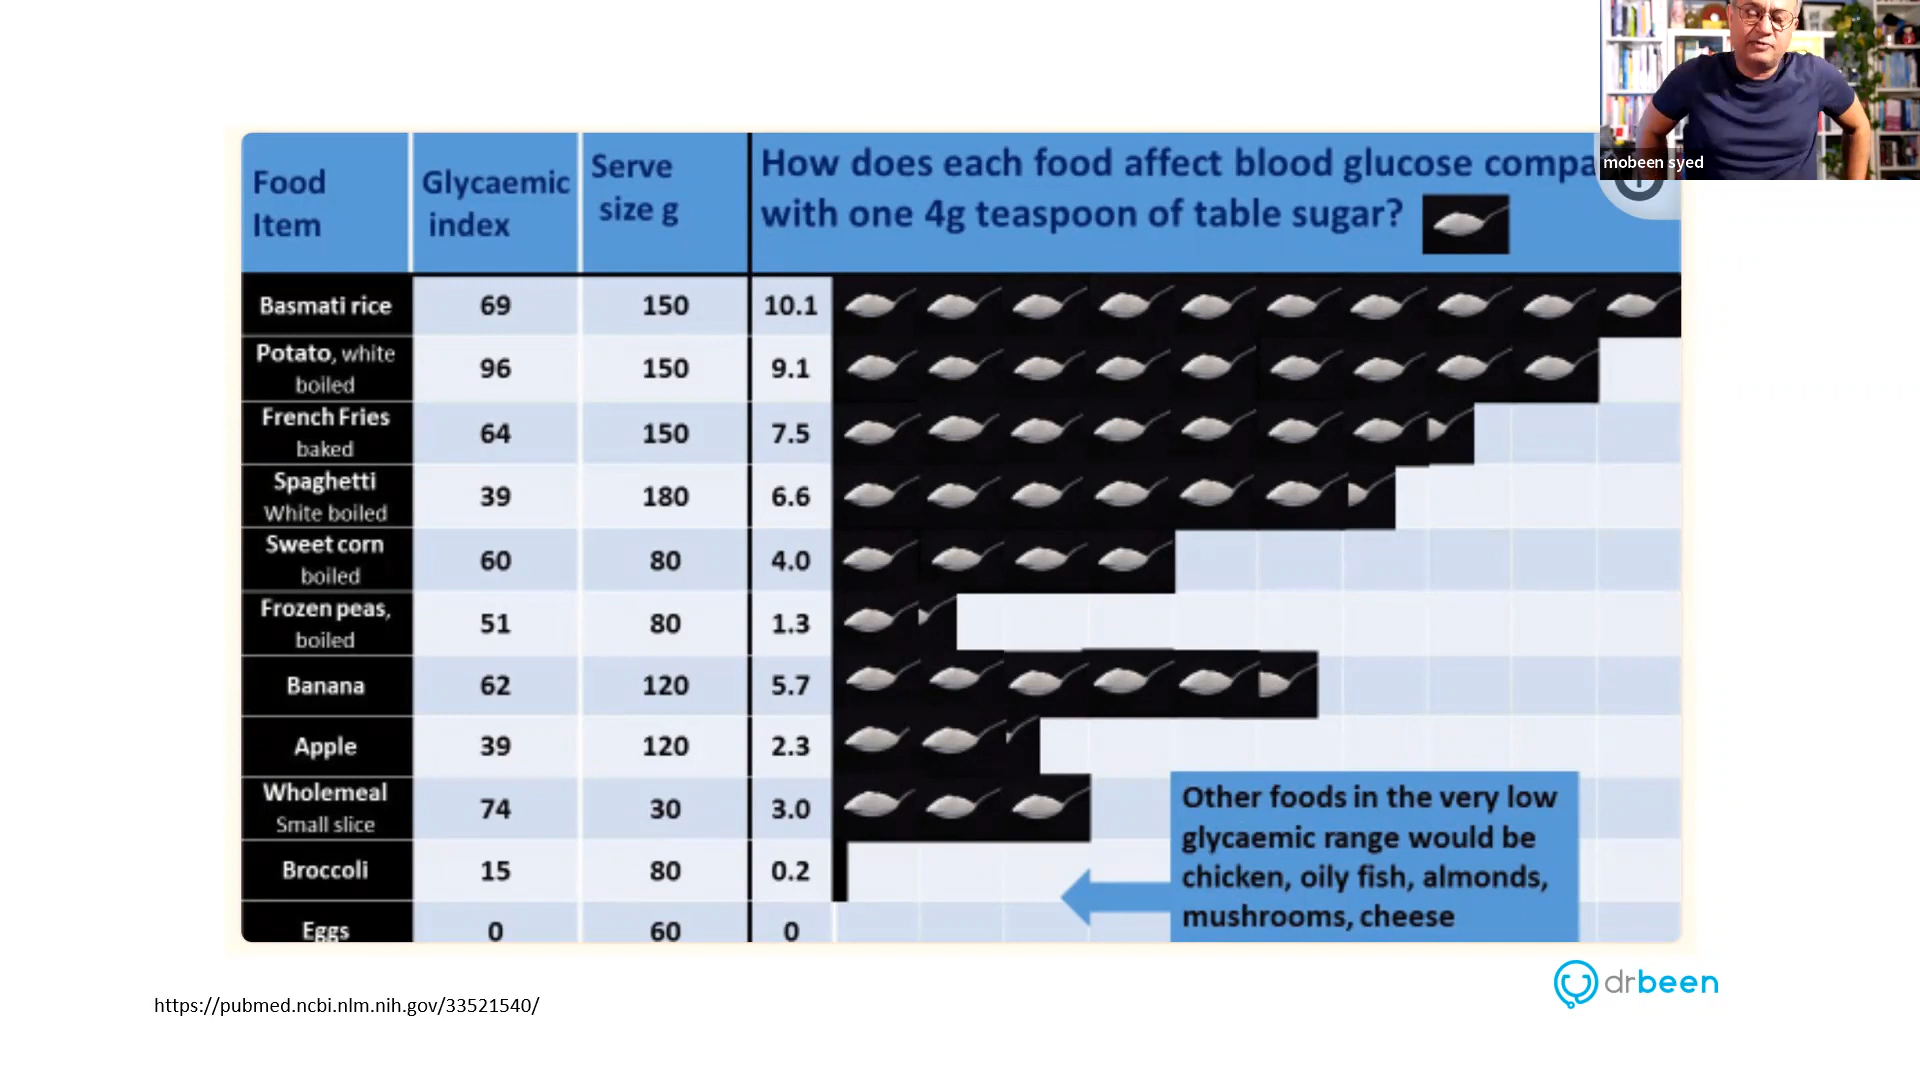 mobeen syed
Food
Item
Glycaemic
index
Serve
size g
How does each food affect blood glucose compa
with one 4g teaspoon of table sugar?
Basmati rice 69 150 10.1
Potato, white
boiled
96 150 9.1
French Fries
baked
64 150 7.5
Spaghetti
White boiled
39 180 6.6
Sweet corn
boiled
60 80 4.0
Frozen peas,
boiled
51 80 1.3
Banana 62 120 5.7
Apple 39 120 2.3
Wholemeal
Small slice
74 30 3.0
Broccoli 15 80 0.2
Eggs 0 60 0
Other foods in the very low
glycaemic range would be
chicken, oily fish, almonds,
mushrooms, cheese
drbeen
https://pubmed.ncbi.nlm.nih.gov/33521540/